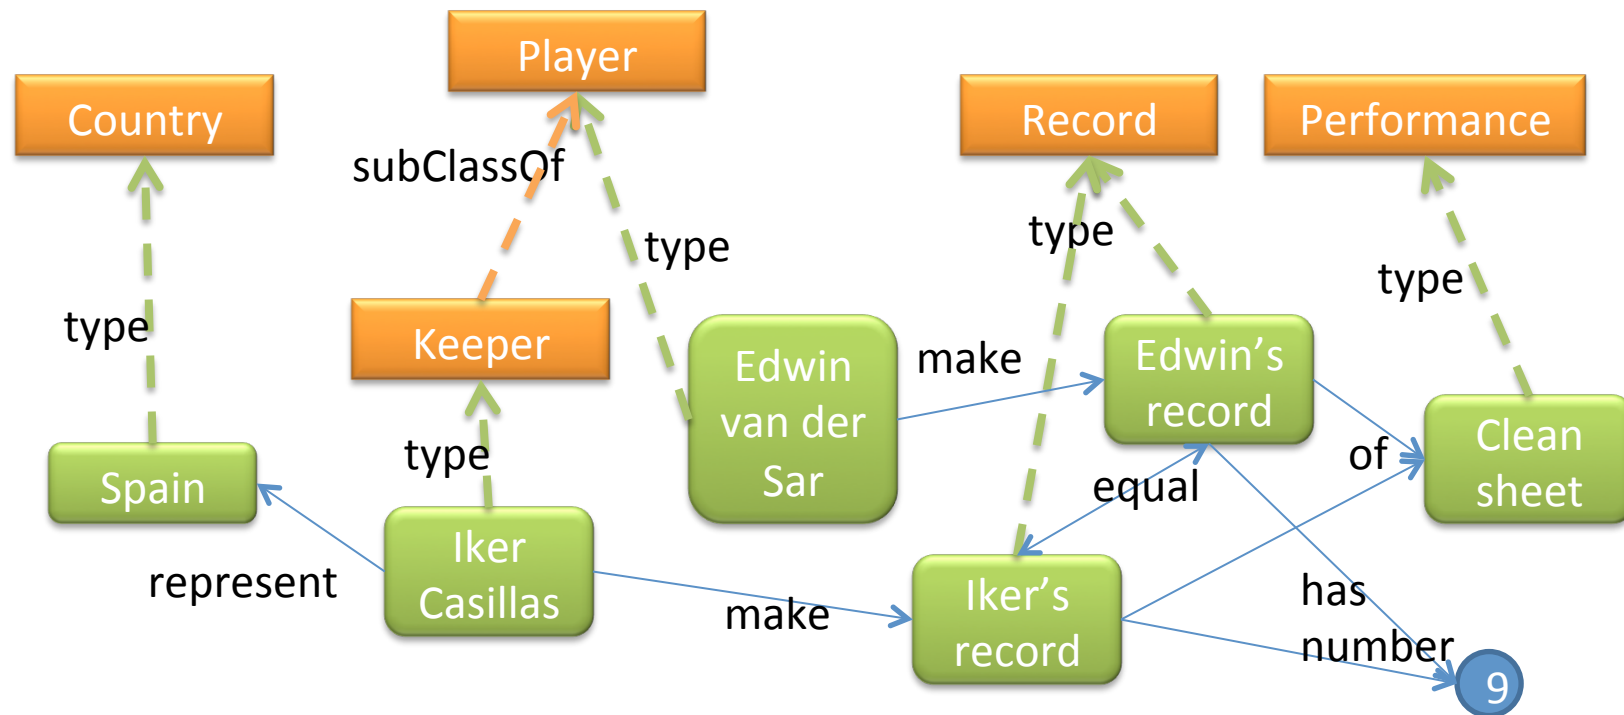 Player
Country
Record
Performance
subClassOf
type
type
type
type
Keeper
Edwin
van der
Sar
make
Edwin's
record
Clean
sheet
of
type
Spain
equal
Iker
Casillas
represent
make
Iker's
record
has
number
9